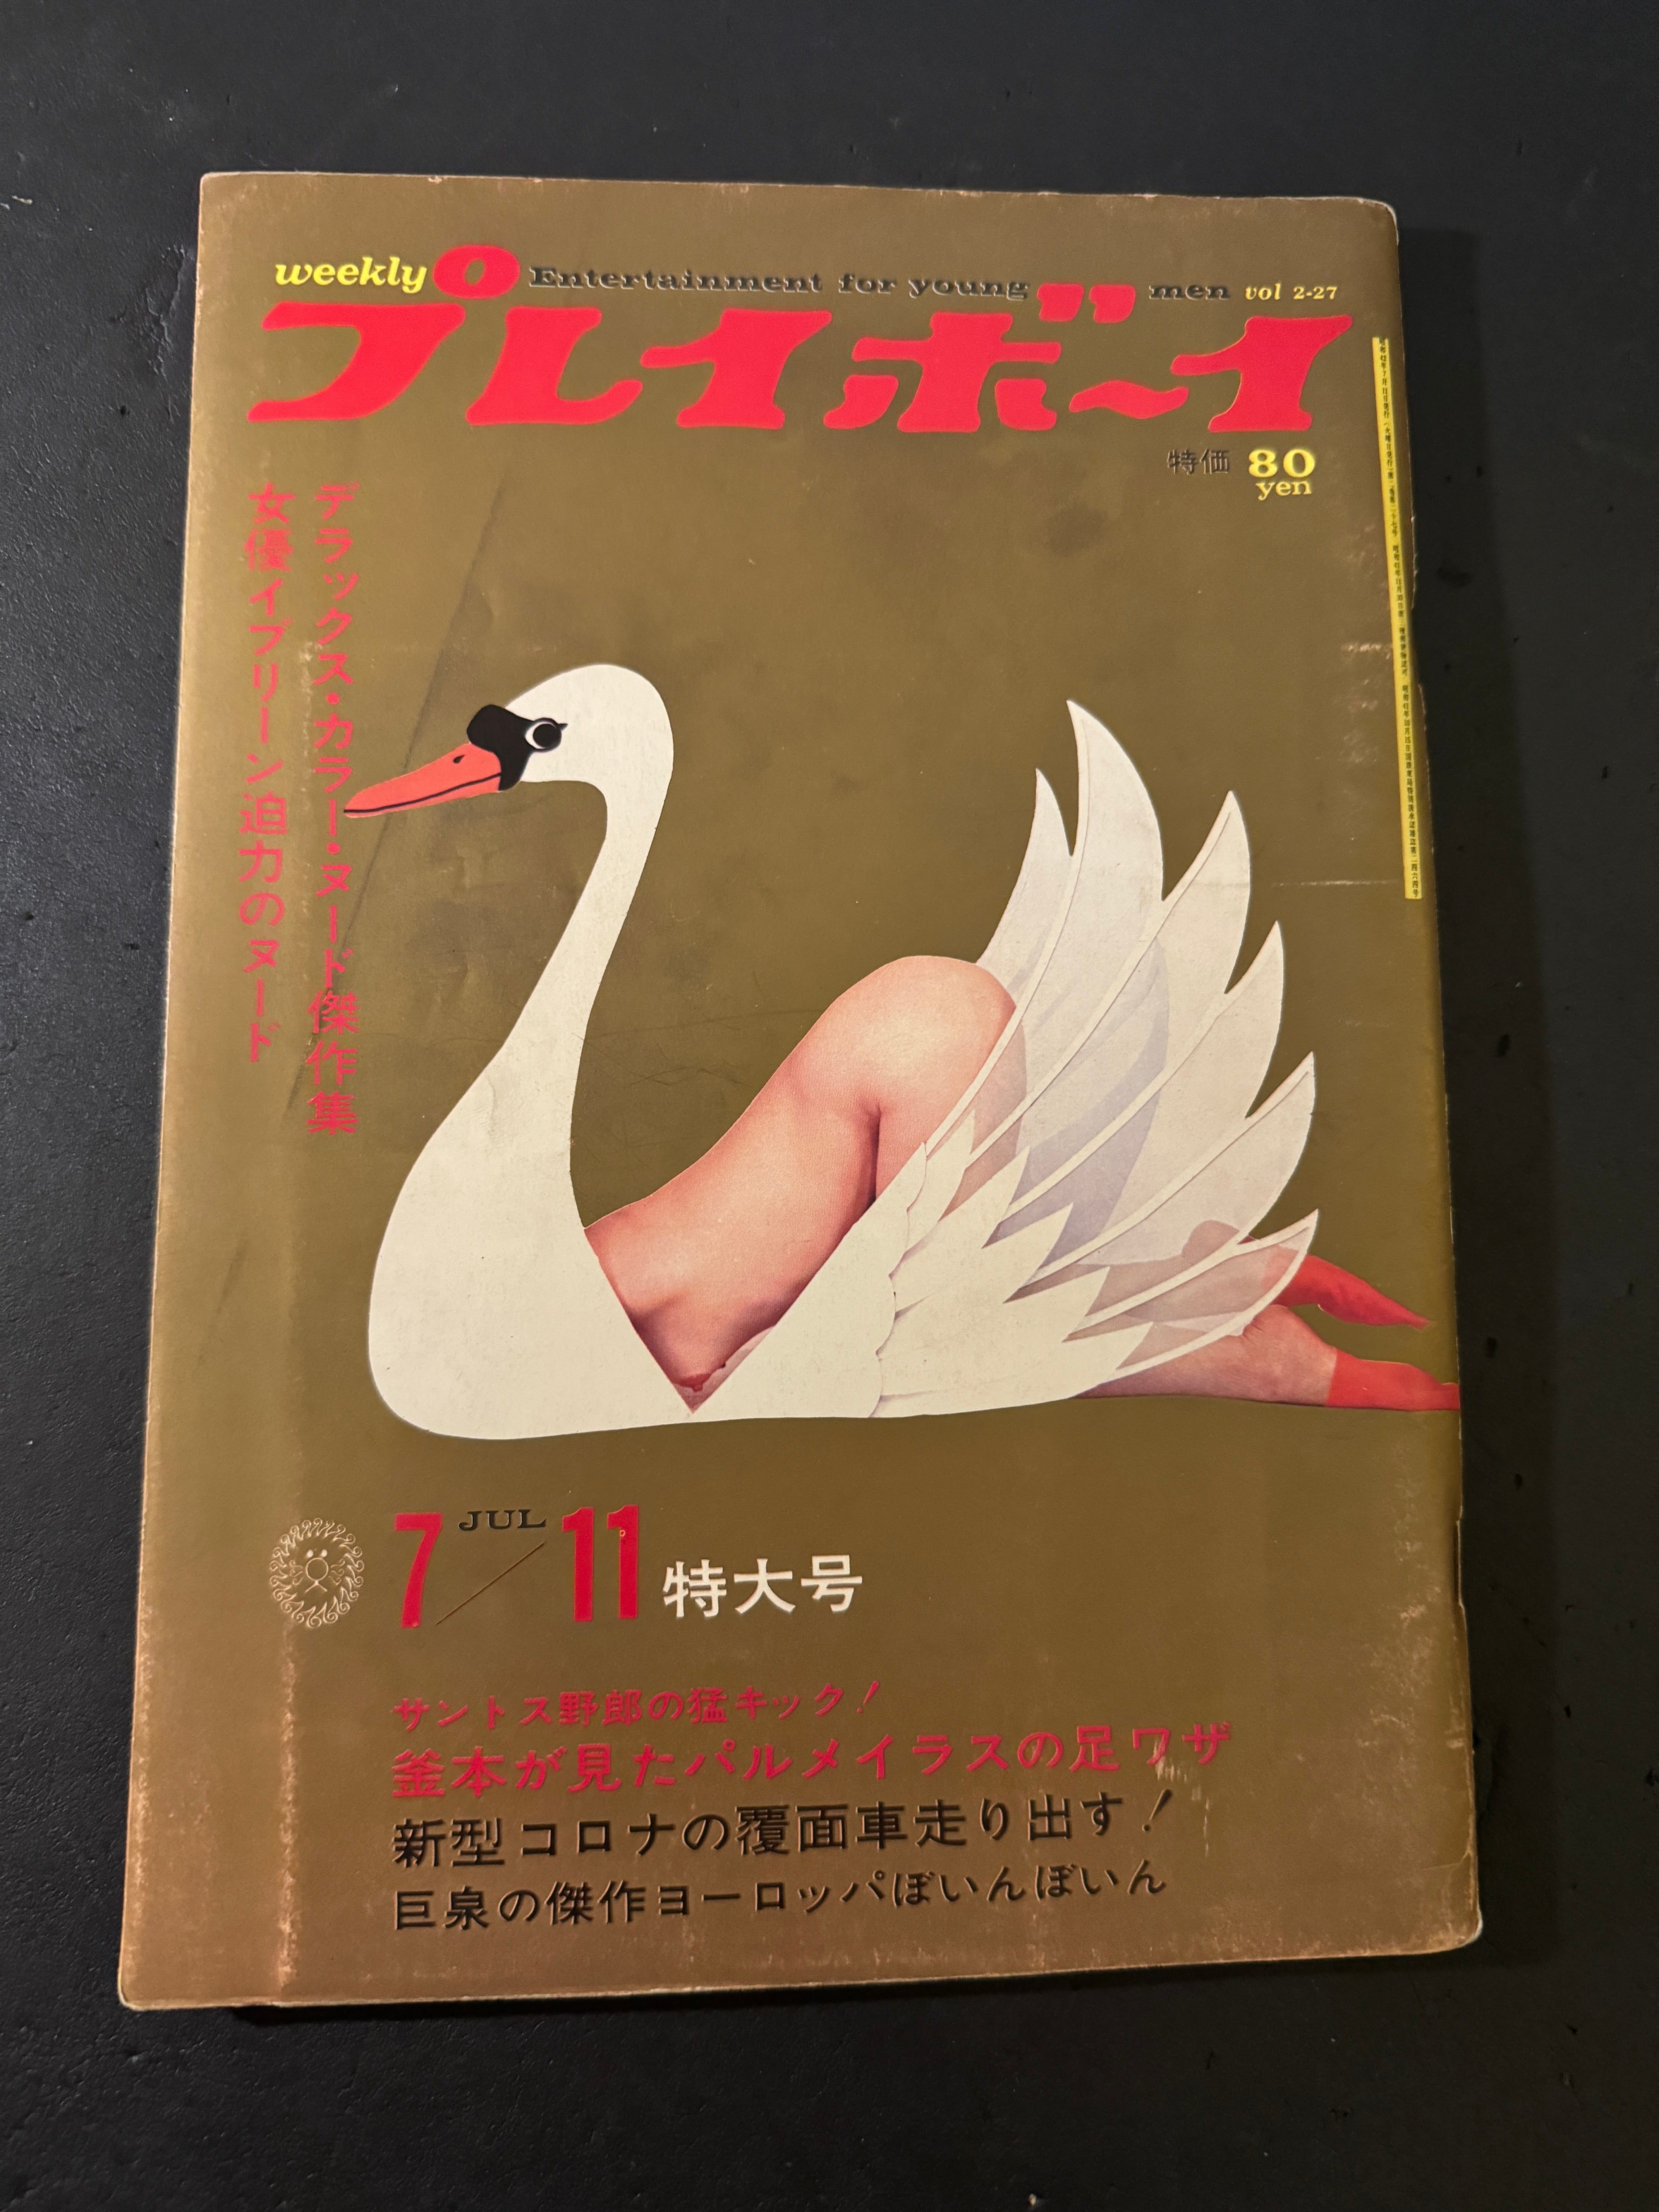 weekly
Entertainment for young men vol 2-27
プレイボーイ
特価 80
yen
デラックス・カラー・ヌード傑作集
女優イブリーン迫力のヌード
JUL
7/11 特大号
サントス野郎の猛キック!
釜本が見たパルメイラスの足ワザ
新型コロナの覆面車走り出す!
巨泉の傑作ヨーロッパぼいんぼいん